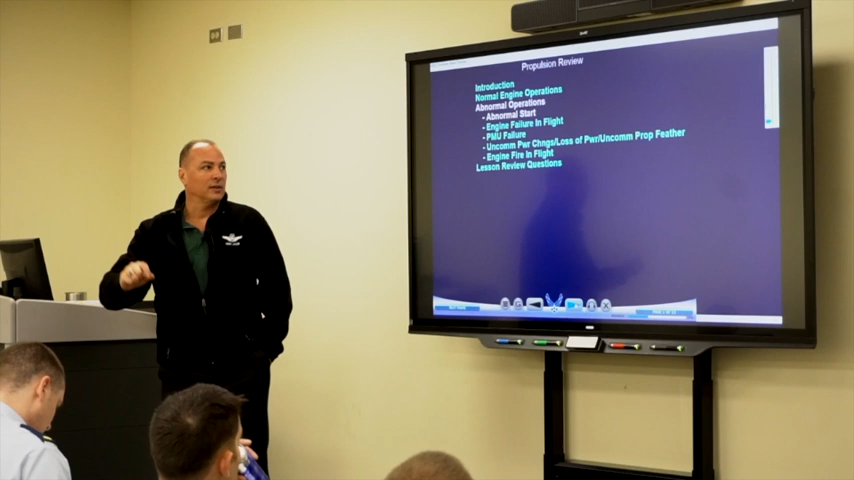 Propulsion Review
Introduction
Normal Engine Operations
Abnormal Operations
- Abnormal Start
- Engine Failure In Flight
- PMU Failure
- Uncomm Pwr Chngs/Loss of Pwr/Uncomm Prop Feather
- Engine Fire In Flight
Lesson Review Questions